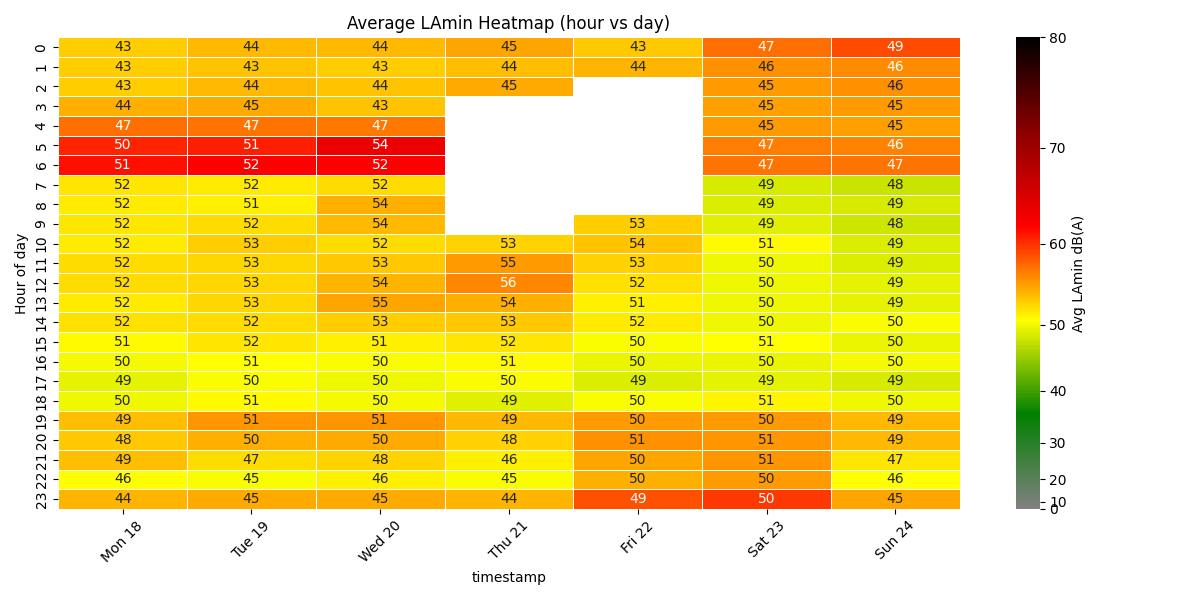 Average LAmin Heatmap (hour vs day)
Hour of day
0 43 44 44 45 43 47 49
1 43 43 43 44 44 46 46
2 43 44 44 45 45 46
3 44 45 43 45 45
4 47 47 47 45 45
5 50 51 54 47 46
6 51 52 52 47 47
7 52 52 52 49 48
8 52 51 54 49 49
9 52 52 54 53 49 48
10 52 53 52 53 54 51 49
11 52 53 53 55 53 50 49
12 52 53 54 56 52 50 49
13 52 53 55 54 51 50 49
14 52 52 53 53 52 50 50
15 51 52 51 52 50 51 50
16 50 51 50 51 50 50 50
17 49 50 50 50 49 49 49
18 50 51 50 49 50 51 50
19 49 51 51 49 50 50 49
20 48 50 50 48 51 51 49
21 49 47 48 46 50 51 47
22 46 45 46 45 50 50 46
23 44 45 45 44 49 50 45
Mon 18 Tue 19 Wed 20 Thu 21 Fri 22 Sat 23 Sun 24
timestamp
80
70
60
50
40
30
20
10
0
Avg LAmin dB(A)